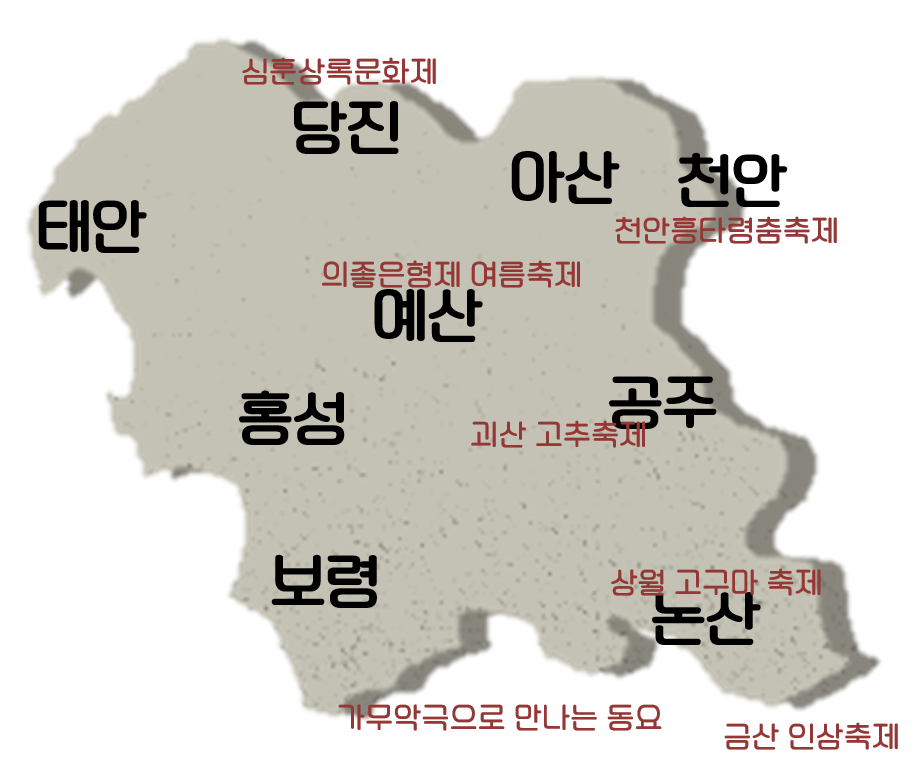 심훈상록문화제
당진
아산
천안
태안
천안흥타령춤축제
의좋은형제 여름축제
예산
홍성
공주
괴산 고추축제
보령
상월 고구마 축제
논산
가무악극으로 만나는 동요
금산 인삼축제